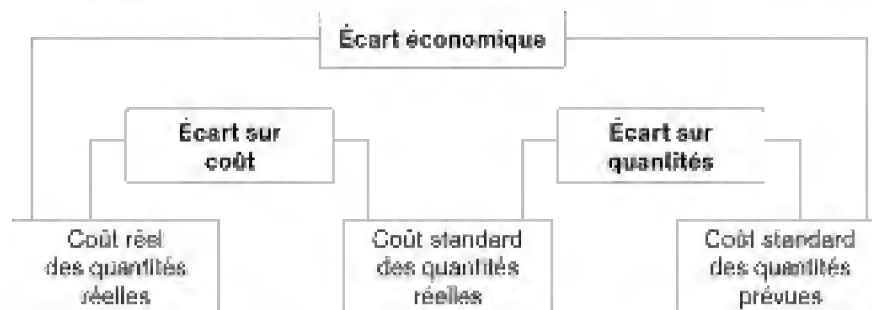 Écart économique
Écart sur
coût
Écart sur
quantités
Coût réel
des quantités
réelles
Coût standard
des quantités
réelles
Coût standard
des quantités
prévues